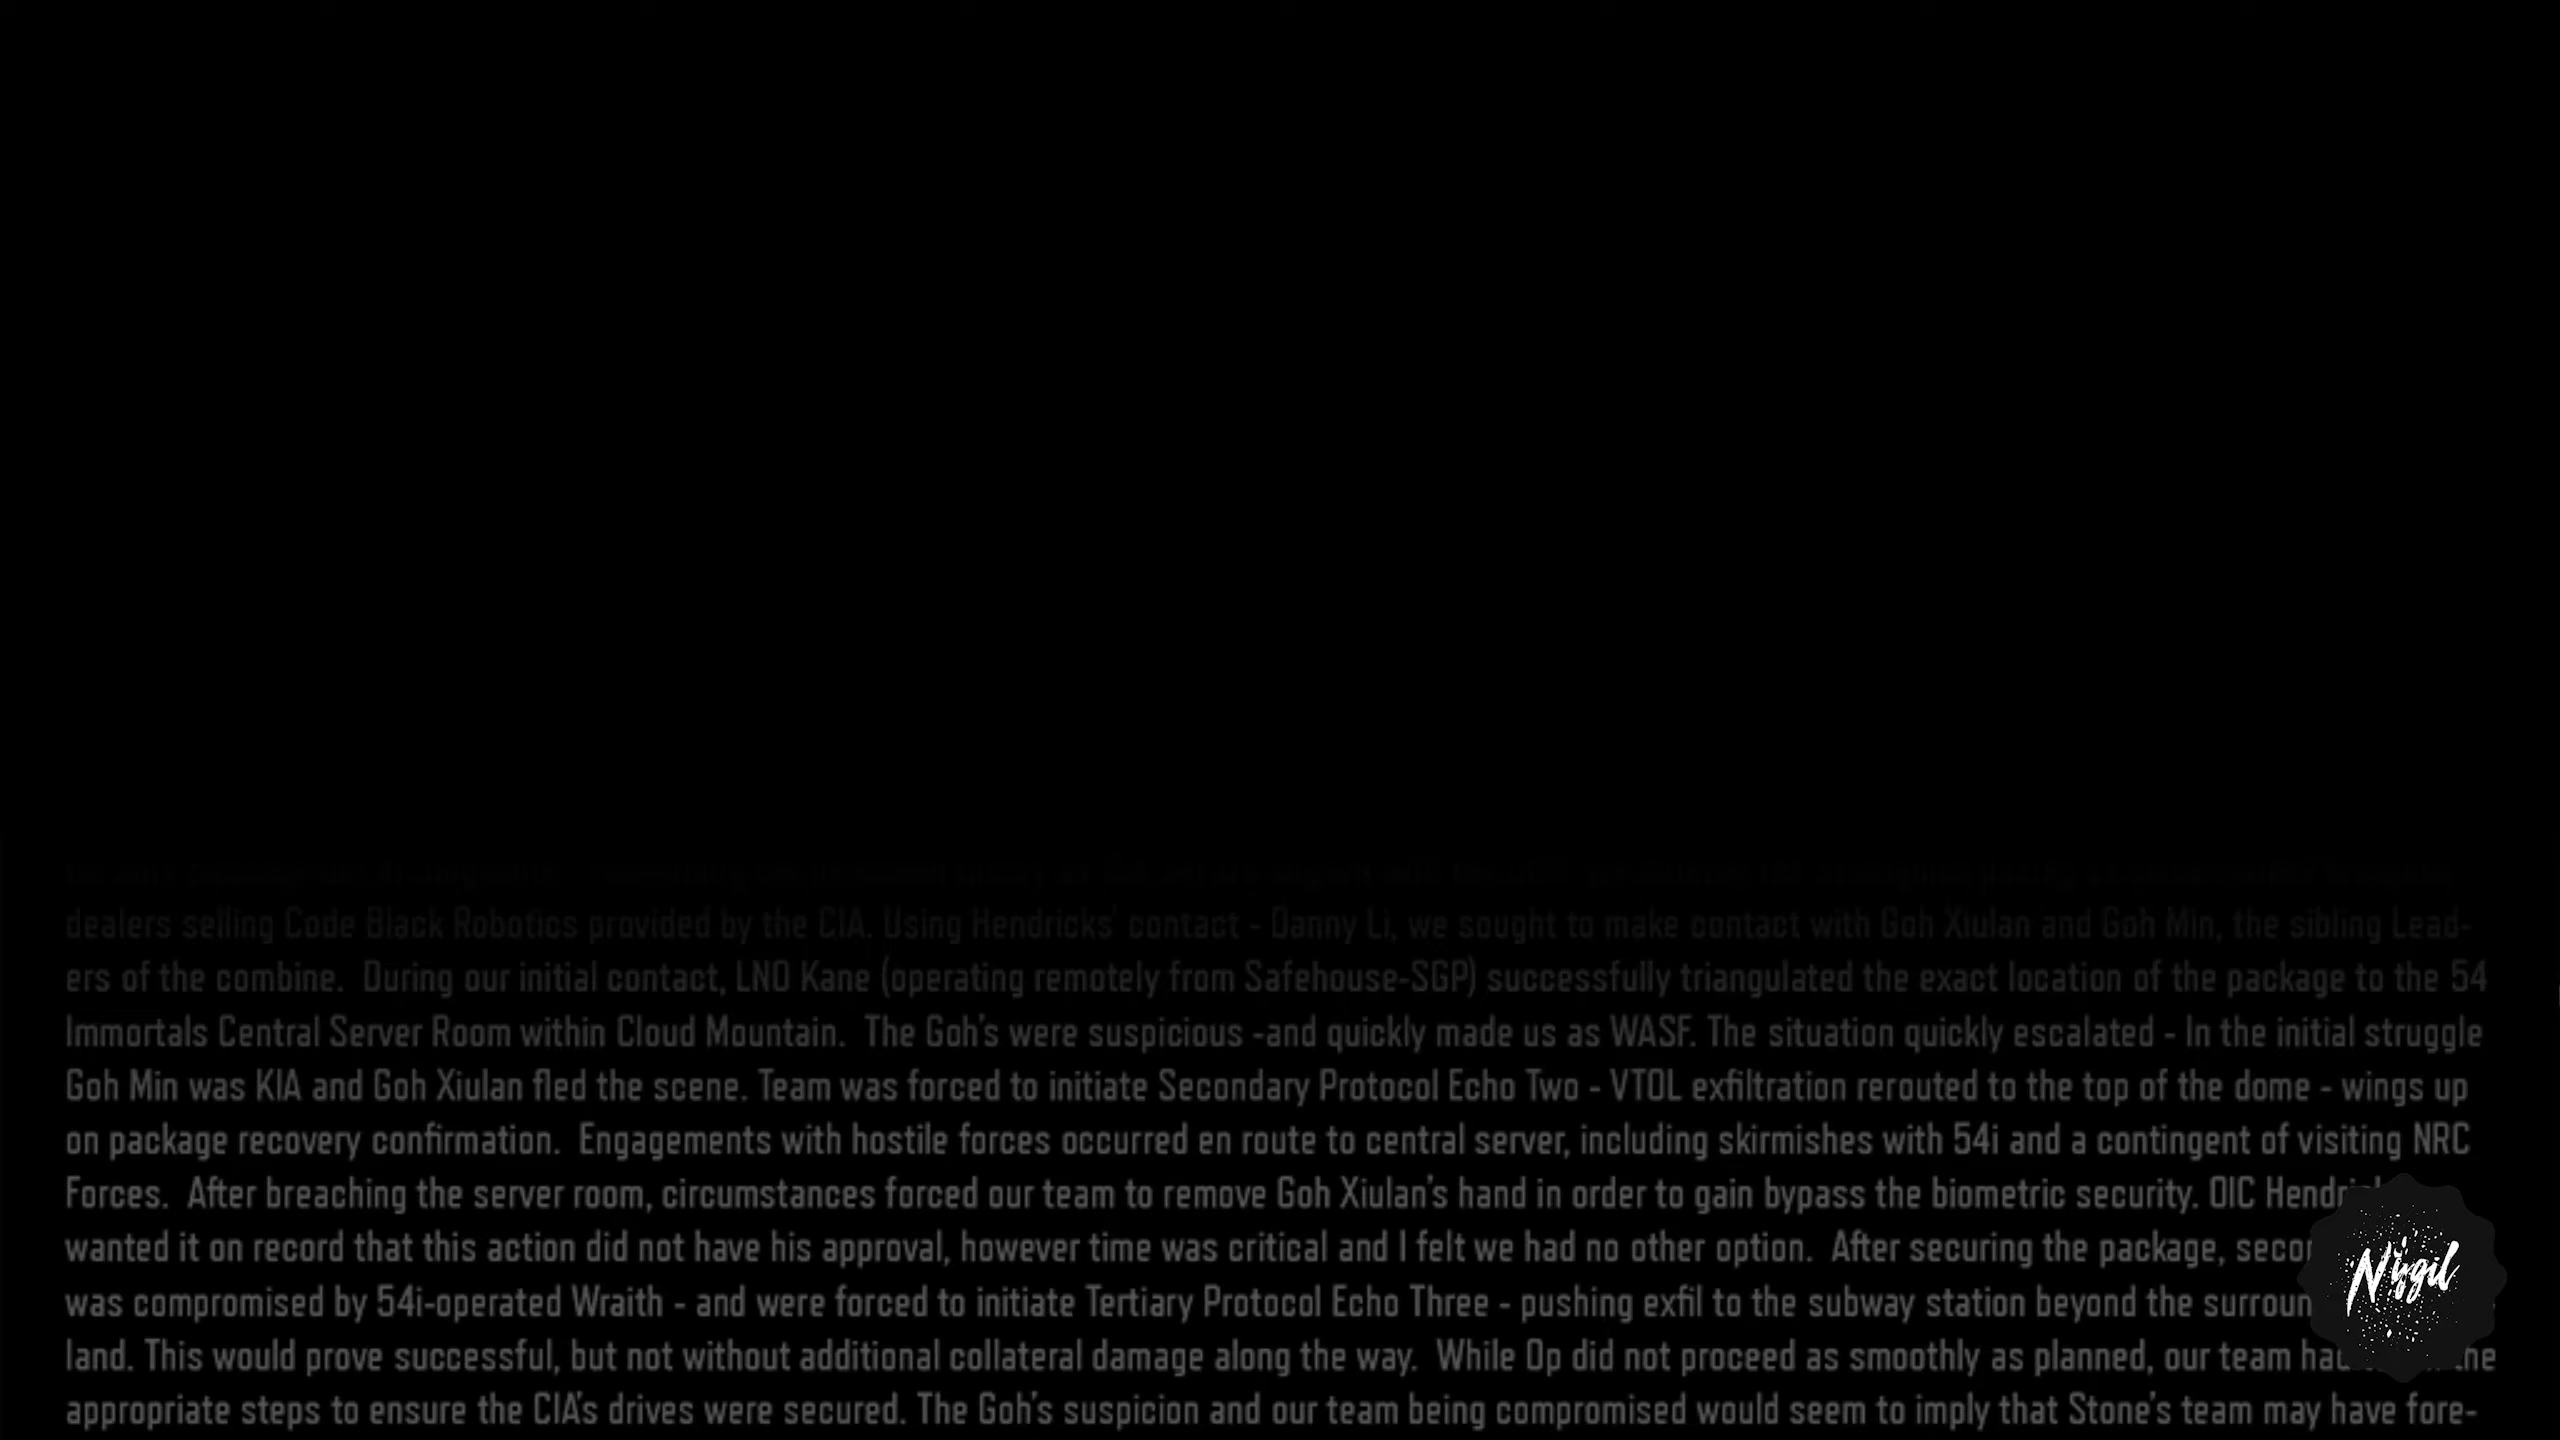 dealers selling Code Black Robotics provided by the CIA. Using Hendricks' contact - Danny Li, we sought to make contact with Goh Xiulan and Goh Min, the sibling Lead-
ers of the combine. During our initial contact, LNO Kane (operating remotely from Safehouse-SGP) successfully triangulated the exact location of the package to the 54
Immortals Central Server Room within Cloud Mountain. The Goh's were suspicious -and quickly made us as WASF. The situation quickly escalated - In the initial struggle
Goh Min was KIA and Goh Xiulan fled the scene. Team was forced to initiate Secondary Protocol Echo Two - VTOL exfiltration rerouted to the top of the dome - wings up
on package recovery confirmation. Engagements with hostile forces occurred en route to central server, including skirmishes with 54i and a contingent of visiting NRC
Forces. After breaching the server room, circumstances forced our team to remove Goh Xiulan's hand in order to gain bypass the biometric security. OIC
wanted it on record that this action did not have his approval, however time was critical and I felt we had no other option. After securing the package,
was compromised by 54i-operated Wraith - and were forced to initiate Tertiary Protocol Echo Three - pushing exfil to the subway station beyond the
land. This would prove successful, but not without additional collateral damage along the way. While Op did not proceed as smoothly as planned, our team the
appropriate steps to ensure the CIA's drives were secured. The Goh's suspicion and our team being compromised would seem to imply that Stone's team may have fore-
Nirgil